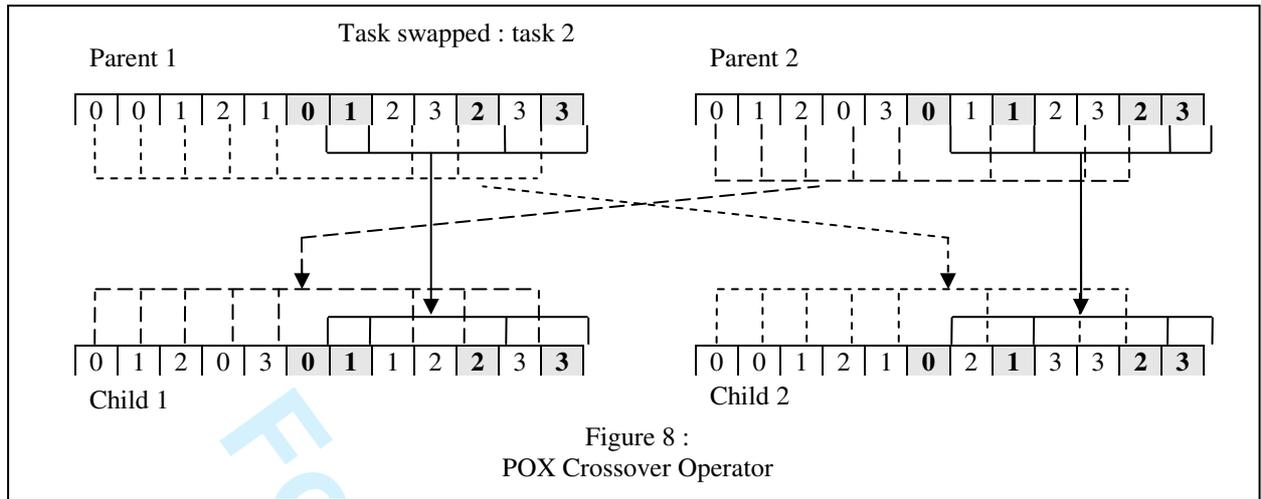 Task swapped : task 2
Parent 1
Parent 2
0 0 1 2 1 0 1 2 3 2 3 3
0 1 2 0 3 0 1 1 2 3 2 3
0 1 2 0 3 0 1 1 2 2 3 3
0 0 1 2 1 0 2 1 3 3 2 3
Child 1
Child 2
Figure 8 :
POX Crossover Operator